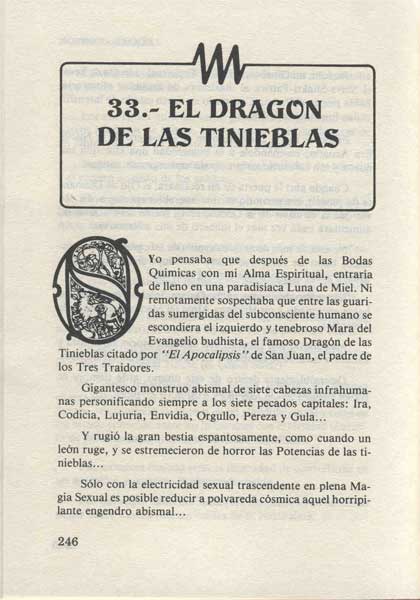 33.- EL DRAGON
DE LAS TINIEBLAS
Yo pensaba que después de las Bodas
Químicas con mi Alma Espiritual, entraría
de lleno en una paradisíaca Luna de Miel. Ni
remotamente sospechaba que entre las guari-
das sumergidas del subconsciente humano se
escondiera el izquierdo y tenebroso Mara del
Evangelio budhista, el famoso Dragón de las
Tinieblas citado por "El Apocalipsis" de San Juan, el padre de
los Tres Traidores.
Gigantesco monstruo abismal de siete cabezas infrahuma-
nas personificando siempre a los siete pecados capitales: Ira,
Codicia, Lujuria, Envidia, Orgullo, Pereza y Gula...
Y rugió la gran bestia espantosamente, como cuando un
león ruge, y se estremecieron de horror las Potencias de las ti-
nieblas...
Sólo con la electricidad sexual trascendente en plena Ma-
gia Sexual es posible reducir a polvareda cósmica aquel horripi-
lante engendro abismal...
246